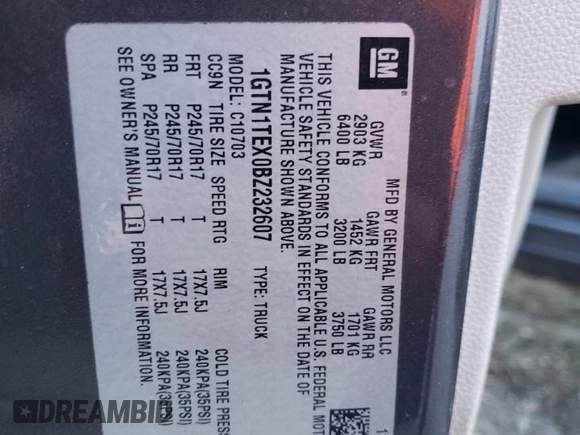 GM
MFD BY GENERAL MOTORS LLC
GVWR GAWR FRT GAWR RR
2903 KG 1452 KG 1701 KG
6400 LB 3200 LB 3750 LB
THIS VEHICLE CONFORMS TO ALL APPLICABLE U.S. FEDERAL
VEHICLE SAFETY STANDARDS IN EFFECT ON THE DATE OF
MANUFACTURE SHOWN ABOVE.
1GTN1TEX0BZ232607 TYPE: TRUCK
MODEL: C10703
CC9N TIRE SIZE SPEED RTG RIM COLD TIRE
FRT P245/70R17 T 17X7.5J 240KPA(35PSI)
RR P245/70R17 T 17X7.5J 240KPA(35PSI)
SPA P245/70R17 T 17X7.5J 240KPA(35PSI)
SEE OWNER'S MANUAL FOR MORE INFORMATION.
DREAMBID